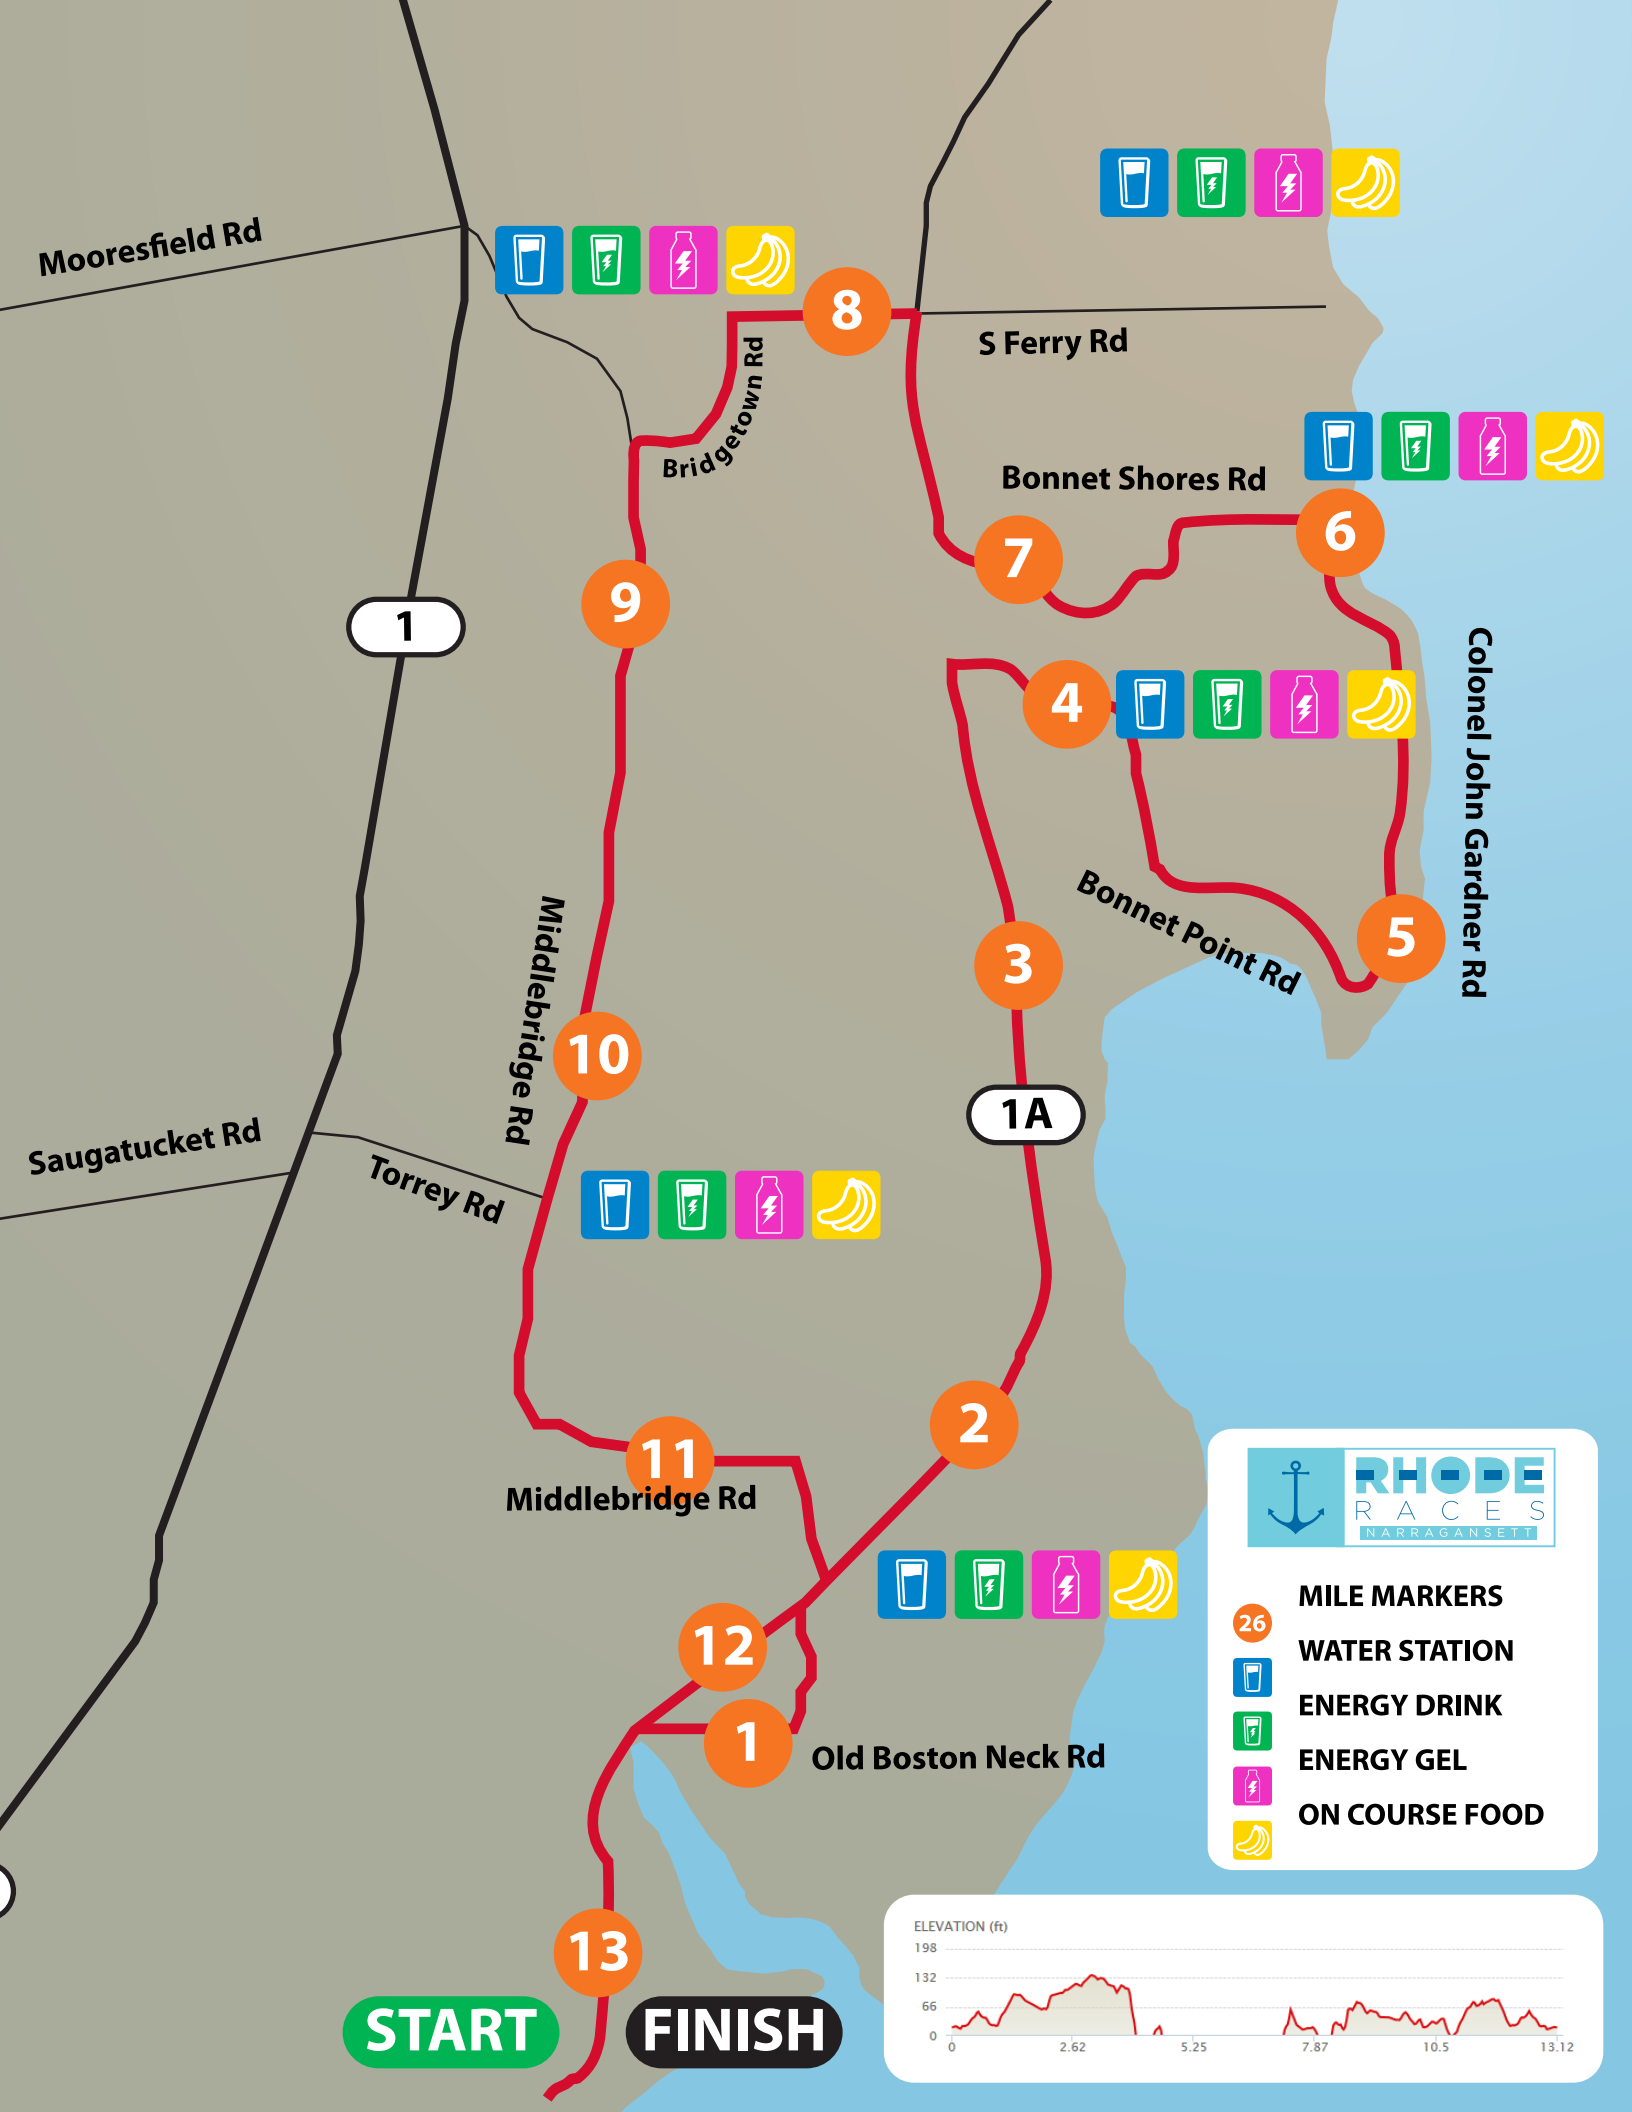 Mooresfield Rd
8
S Ferry Rd
Bridgetown Rd
Bonnet Shores Rd
6
7
9
1
Colonel John Gardner Rd
4
Bonnet Point Rd
5
3
Middlebridge Rd
10
1A
Saugatucket Rd
Torrey Rd
2
11
Middlebridge Rd
12
1
Old Boston Neck Rd
13
START
FINISH
RHODE
RACES
NARRAGANSETT
MILE MARKERS
26
WATER STATION
ENERGY DRINK
ENERGY GEL
ON COURSE FOOD
ELEVATION (ft)
198
132
66
0
0 2.62 5.25 7.87 10.5 13.12